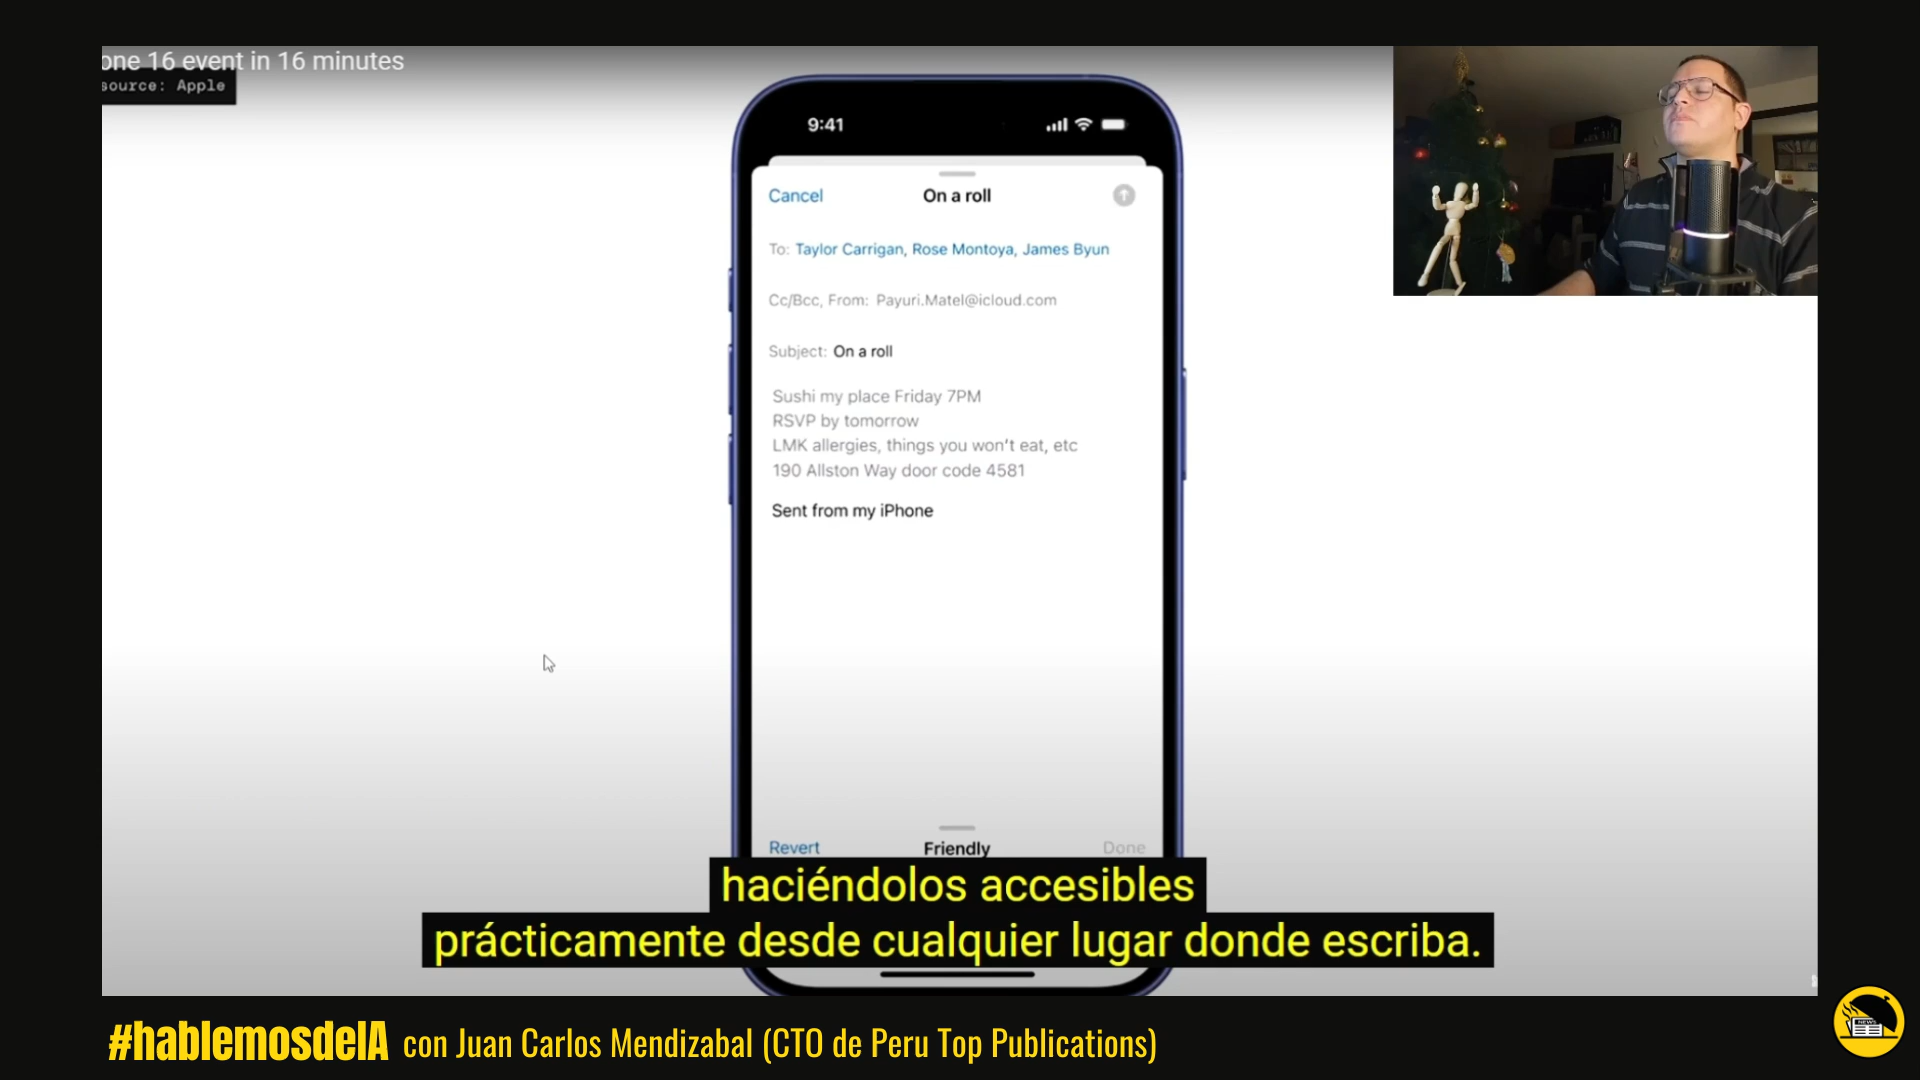 one 16 event in 16 minutes
source: Apple
9:41
Cancel
On a roll
To: Taylor Carrigan, Rose Montoya, James Byun
Cc/Bcc, From: Payuri.Matel@icloud.com
Subject: On a roll
Sushi my place Friday 7PM
RSVP by tomorrow
LMK allergies, things you won't eat, etc
190 Allston Way door code 4581
Sent from my iPhone
Revert
Friendly
Done
haciéndolos accesibles
prácticamente desde cualquier lugar donde escriba.
#hablemosdeIA con Juan Carlos Mendizabal (CTO de Peru Top Publications)
NEWS